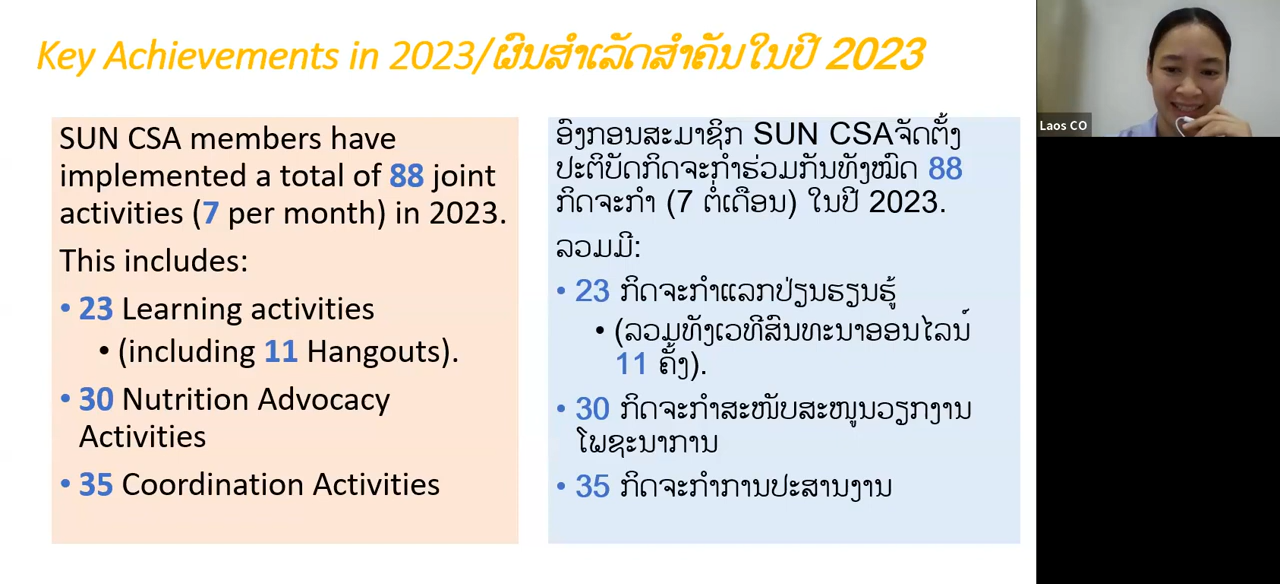 Key Achievements in 2023/ຜົນສຳເລັດສຳຄັນໃນປີ 2023
SUN CSA members have
implemented a total of 88 joint
activities (7 per month) in 2023.
This includes:
• 23 Learning activities
• (including 11 Hangouts).
• 30 Nutrition Advocacy
Activities
• 35 Coordination Activities
ອົງກອນສະມາຊິກ SUN CSAຈັດຕັ້ງ
ປະຕິບັດກິດຈະກຳຮ່ວມກັນທັງໝົດ 88
ກິດຈະກຳ (7 ຕໍ່ເດືອນ) ໃນປີ 2023.
ລວມມີ:
• 23 ກິດຈະກຳແລກປ່ຽນຮຽນຮູ້
• (ລວມທັງເວທີສົນທະນາອອນໄລນ໌
11 ຄັ້ງ).
• 30 ກິດຈະກຳສະໜັບສະໜູນວຽກງານ
ໂພຊະນາການ
• 35 ກິດຈະກຳການປະສານງານ
Laos CO